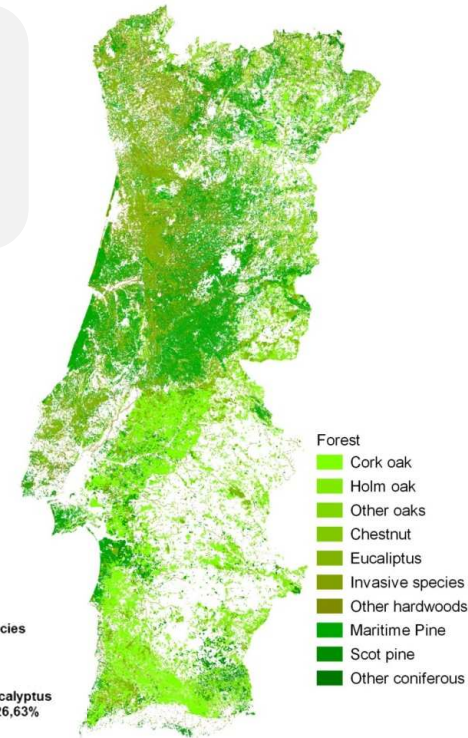 Forest
Cork oak
Holm oak
Other oaks
Chestnut
Eucaliptus
Invasive species
Other hardwoods
Maritime Pine
Scot pine
Other coniferous
cies
calyptus
26,63%